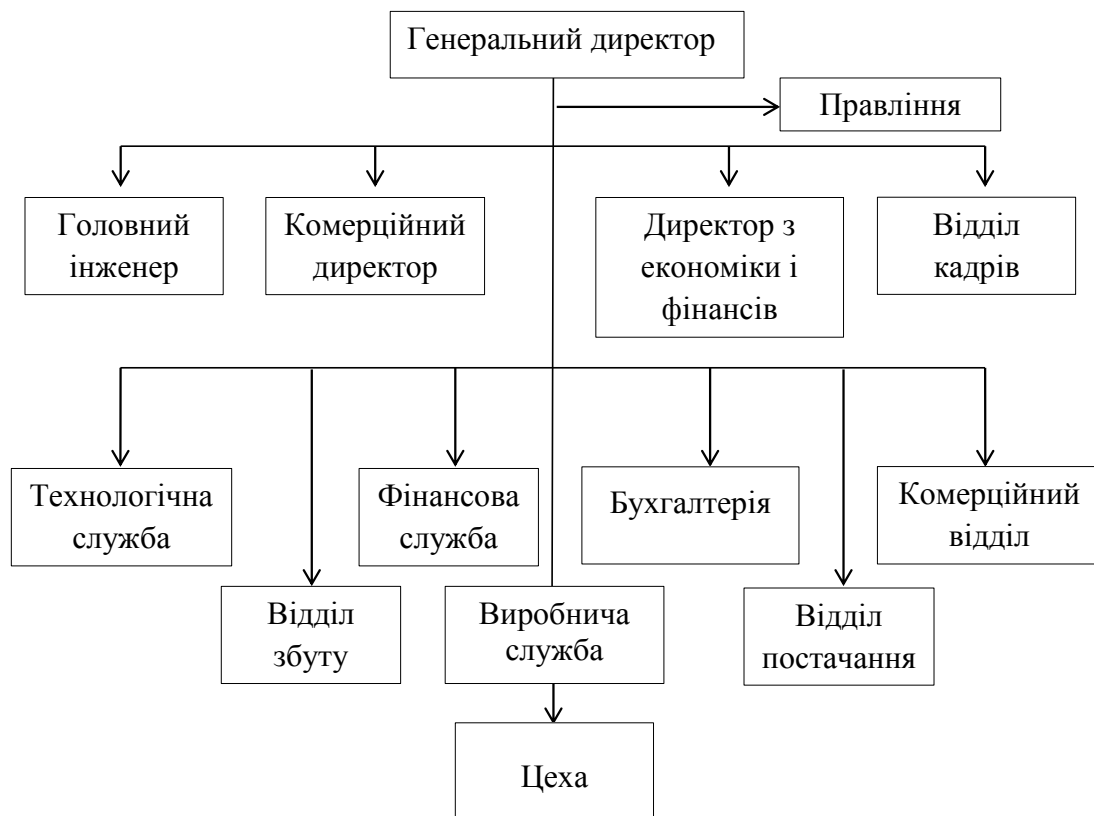 Генеральний директор
Правління
Головний
інженер
Комерційний
директор
Директор з
економіки і
фінансів
Відділ
кадрів
Технологічна
служба
Фінансова
служба
Бухгалтерія
Комерційний
відділ
Відділ
збуту
Виробнича
служба
Відділ
постачання
Цеха